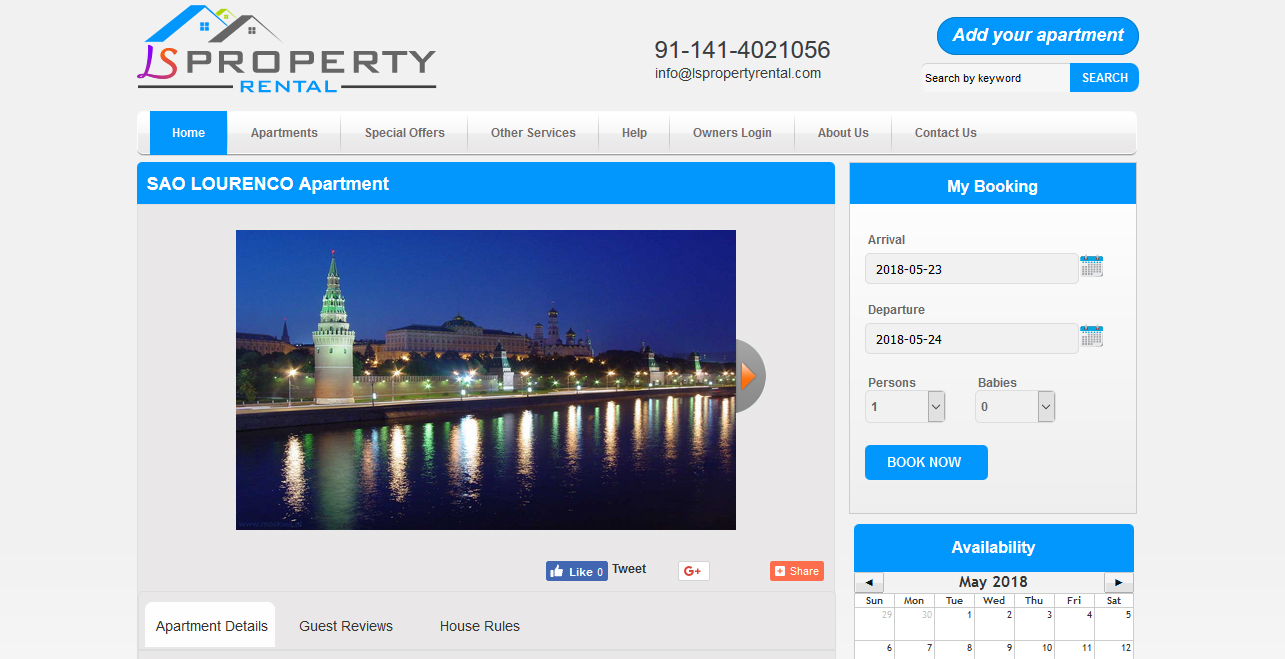 LS PROPERTY
RENTAL
91-141-4021056
info@lspropertyrental.com
Add your apartment
Search by keyword SEARCH
Home Apartments Special Offers Other Services Help Owners Login About Us Contact Us
SAO LOURENCO Apartment
My Booking
Arrival
2018-05-23
Departure
2018-05-24
Persons Babies
1 0
BOOK NOW
Like 0 Tweet G+ Share
Apartment Details Guest Reviews House Rules
Availability
◄ May 2018 ►
Sun Mon Tue Wed Thu Fri Sat
29 30 1 2 3 4 5
6 7 8 9 10 11 12